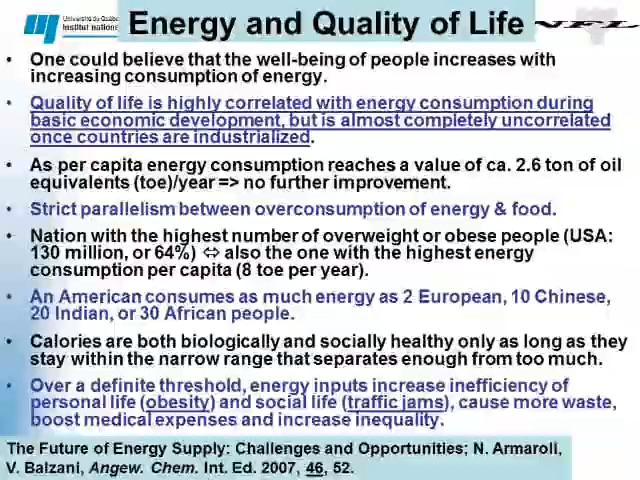 Université du Québec
Institut national
Energy and Quality of Life
• One could believe that the well-being of people increases with
increasing consumption of energy.
• Quality of life is highly correlated with energy consumption during
basic economic development, but is almost completely uncorrelated
once countries are industrialized.
• As per capita energy consumption reaches a value of ca. 2.6 ton of oil
equivalents (toe)/year => no further improvement.
• Strict parallelism between overconsumption of energy & food.
• Nation with the highest number of overweight or obese people (USA:
130 million, or 64%) ⇔ also the one with the highest energy
consumption per capita (8 toe per year).
• An American consumes as much energy as 2 European, 10 Chinese,
20 Indian, or 30 African people.
• Calories are both biologically and socially healthy only as long as they
stay within the narrow range that separates enough from too much.
• Over a definite threshold, energy inputs increase inefficiency of
personal life (obesity) and social life (traffic jams), cause more waste,
boost medical expenses and increase inequality.
The Future of Energy Supply: Challenges and Opportunities; N. Armaroli,
V. Balzani, Angew. Chem. Int. Ed. 2007, 46, 52.